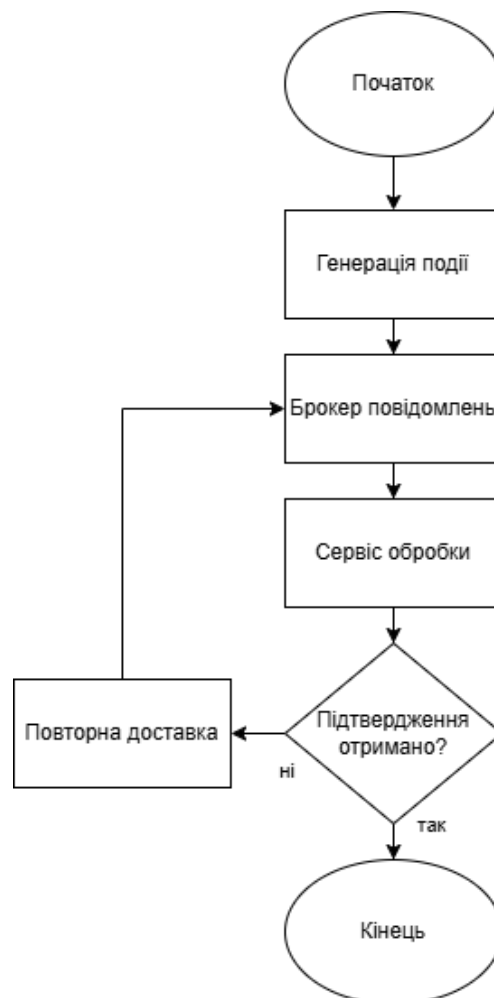 Початок
Генерація події
Брокер повідомлень
Сервіс обробки
Підтвердження
отримано?
Повторна доставка
ні
так
Кінець